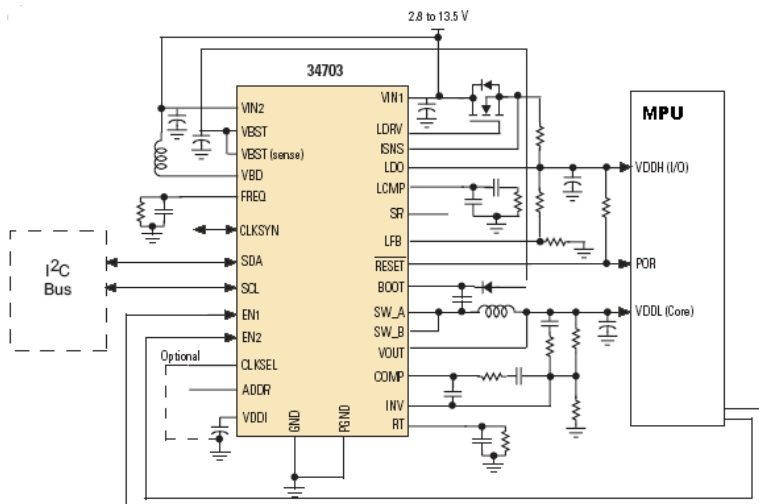 2.8 to 13.5 V
34703
VIN2
VBST
VBST (sense)
VBD
FREQ
CLKSYN
SDA
SCL
EN1
EN2
CLKSEL
ADDR
VDDI
GND
PGND
VIN1
LDRV
ISNS
LDO
LCMP
SR
LFB
RESET
BOOT
SW_A
SW_B
VOUT
COMP
INV
RT
I2C
Bus
Optional
MPU
VDDH (I/O)
POR
VDDL (Core)